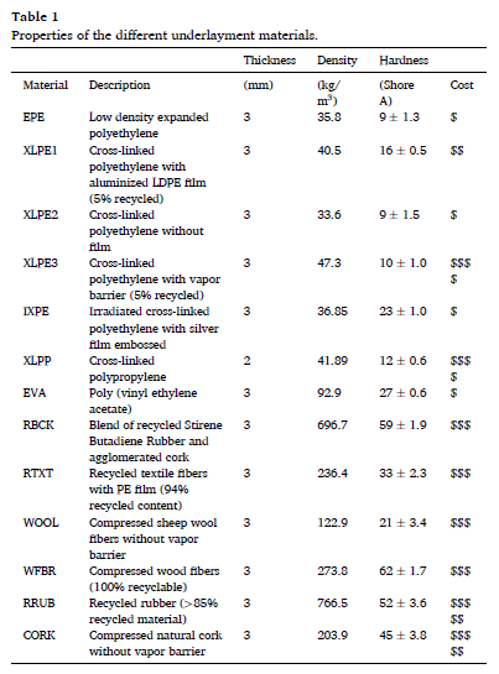 Table 1
Properties of the different underlayment materials.
Thickness Density Hardness
Material Description (mm) (kg/ (Shore Cost
m³) A)
EPE Low density expanded 3 35.8 9 ± 1.3 $
polyethylene
XLPE1 Cross-linked 3 40.5 16 ± 0.5 $$
polyethylene with
aluminized LDPE film
(5% recycled)
XLPE2 Cross-linked 3 33.6 9 ± 1.5 $
polyethylene without
film
XLPE3 Cross-linked 3 47.3 10 ± 1.0 $$$
polyethylene with vapor $
barrier (5% recycled)
IXPE Irradiated cross-linked 3 36.85 23 ± 1.0 $
polyethylene with silver
film embossed
XLPP Cross-linked 2 41.89 12 ± 0.6 $$$
polypropylene $
EVA Poly (vinyl ethylene 3 92.9 27 ± 0.6 $
acetate)
RBCK Blend of recycled Stirene 3 696.7 59 ± 1.9 $$$
Butadiene Rubber and
agglomerated cork
RTXT Recycled textile fibers 3 236.4 33 ± 2.3 $$$
with PE film (94%
recycled content)
WOOL Compressed sheep wool 3 122.9 21 ± 3.4 $$$
fibers without vapor
barrier
WFBR Compressed wood fibers 3 273.8 62 ± 1.7 $$$
(100% recyclable)
RRUB Recycled rubber (>85% 3 766.5 52 ± 3.6 $$$
recycled material) $$
CORK Compressed natural cork 3 203.9 45 ± 3.8 $$$
without vapor barrier $$